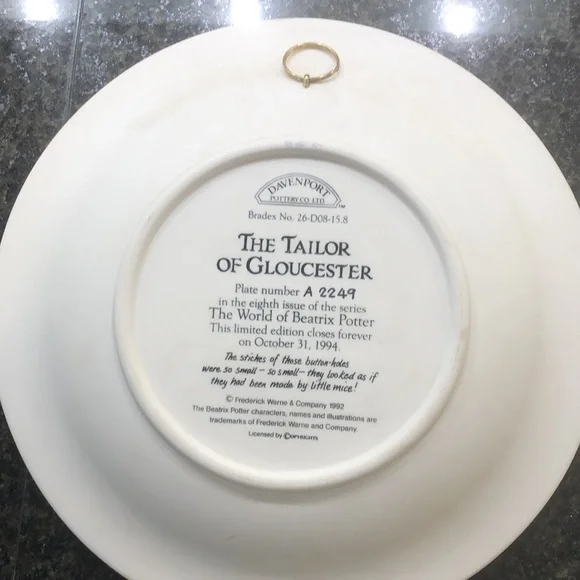 DAVENPORT
POTTERY CO. LTD.
TM
Bradex No. 26-D08-15.8
THE TAILOR
OF GLOUCESTER
Plate number A 2249
in the eighth issue of the series
The World of Beatrix Potter
This limited edition closes forever
on October 31, 1994.
The stiches of those button-holes
were so small – so small – they looked as if
they had been made by little mice!
© Frederick Warne & Company 1992
The Beatrix Potter characters, names and illustrations are
trademarks of Frederick Warne and Company.
Licensed by COPYRIGHTS